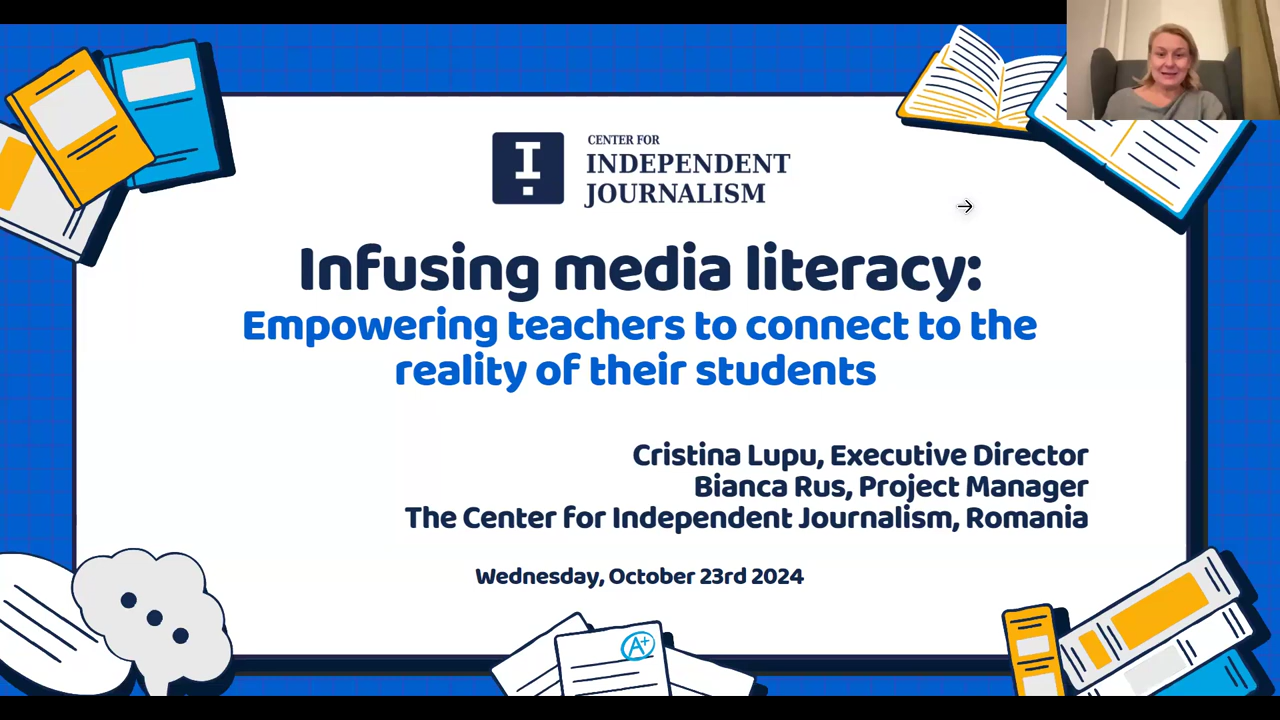 CENTER FOR
INDEPENDENT
JOURNALISM
Infusing media literacy:
Empowering teachers to connect to the
reality of their students
Cristina Lupu, Executive Director
Bianca Rus, Project Manager
The Center for Independent Journalism, Romania
Wednesday, October 23rd 2024
A+